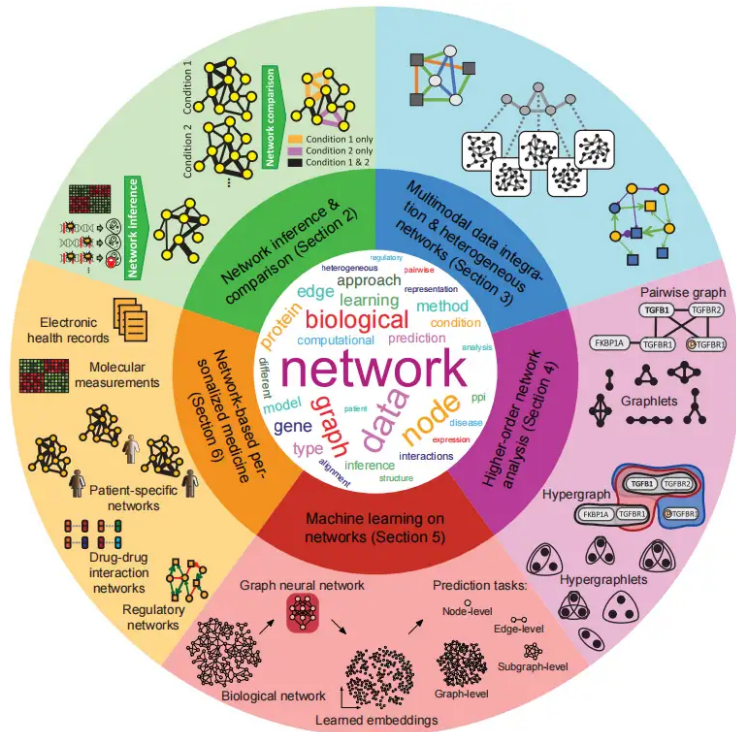 Condition 1
Condition 2
...
Network comparison
Condition 1 only
Condition 2 only
Condition 1 & 2
Network inference
...
Network inference &
comparison (Section 2)
Multimodal data integra-
tion & heterogeneous
networks (Section 3)
Pairwise graph
TGFB1
TGFBR2
FKBP1A
TGFBR1
TGFBR1
Graphlets
Higher-order network
analysis (Section 4)
Hypergraph
TGFB1
TGFBR2
FKBP1A
TGFBR1
TGFBR1
Hypergraphlets
Electronic
health records
Molecular
measurements
Patient-specific
networks
Drug-drug
interaction
networks
Regulatory
networks
Network-based per-
sonalized medicine
(Section 6)
regulatory
heterogeneous
pairwise
approach
edge
representation
learning
method
protein
biological
condition
computational
prediction
analysis
different
network
model
graph
patient
data
node
ppi
gene
disease
type
expression
alignment
inference
interactions
structure
Machine learning on
networks (Section 5)
Graph neural network
Prediction tasks:
Node-level
Edge-level
Subgraph-level
Graph-level
Biological network
Learned embeddings